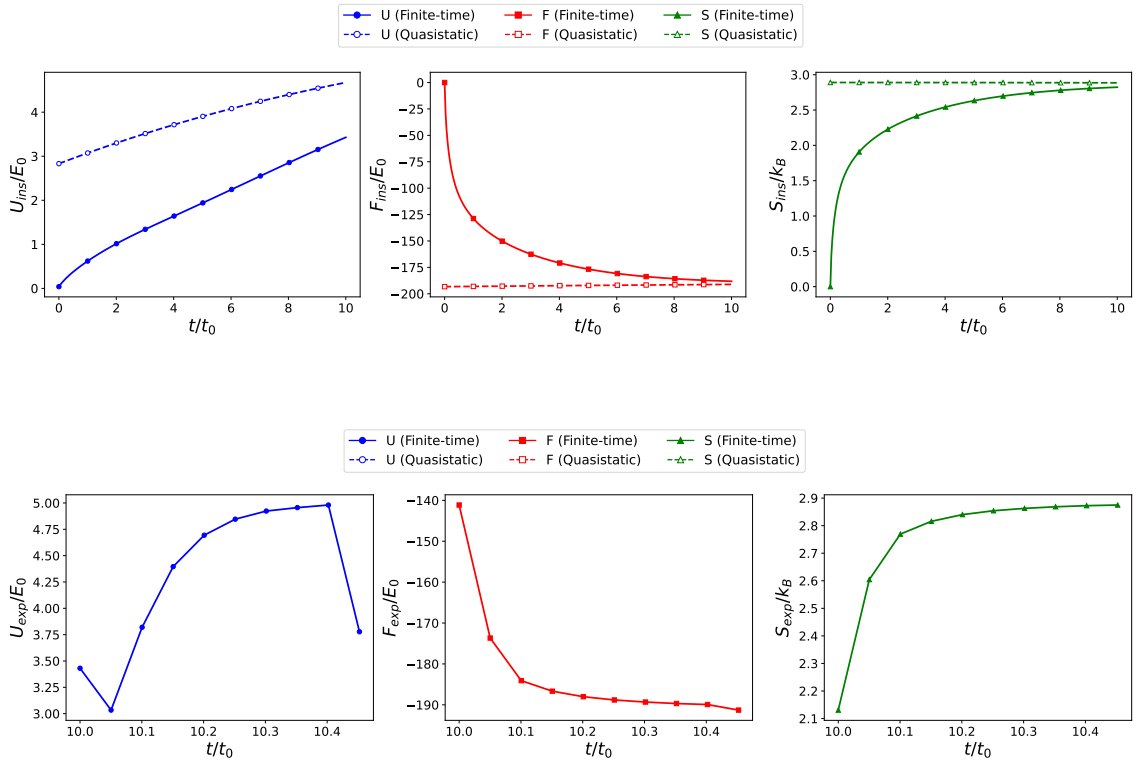 U (Finite-time) F (Finite-time) S (Finite-time)
U (Quasistatic) F (Quasistatic) S (Quasistatic)
U_ins/E_0
4
3
2
1
0
0 2 4 6 8 10
t/t_0
F_ins/E_0
0
−25
−50
−75
−100
−125
−150
−175
−200
0 2 4 6 8 10
t/t_0
S_ins/k_B
3.0
2.5
2.0
1.5
1.0
0.5
0.0
0 2 4 6 8 10
t/t_0
U (Finite-time) F (Finite-time) S (Finite-time)
U (Quasistatic) F (Quasistatic) S (Quasistatic)
U_exp/E_0
5.00
4.75
4.50
4.25
4.00
3.75
3.50
3.25
3.00
10.0 10.1 10.2 10.3 10.4
t/t_0
F_exp/E_0
−140
−150
−160
−170
−180
−190
10.0 10.1 10.2 10.3 10.4
t/t_0
S_exp/k_B
2.9
2.8
2.7
2.6
2.5
2.4
2.3
2.2
2.1
10.0 10.1 10.2 10.3 10.4
t/t_0